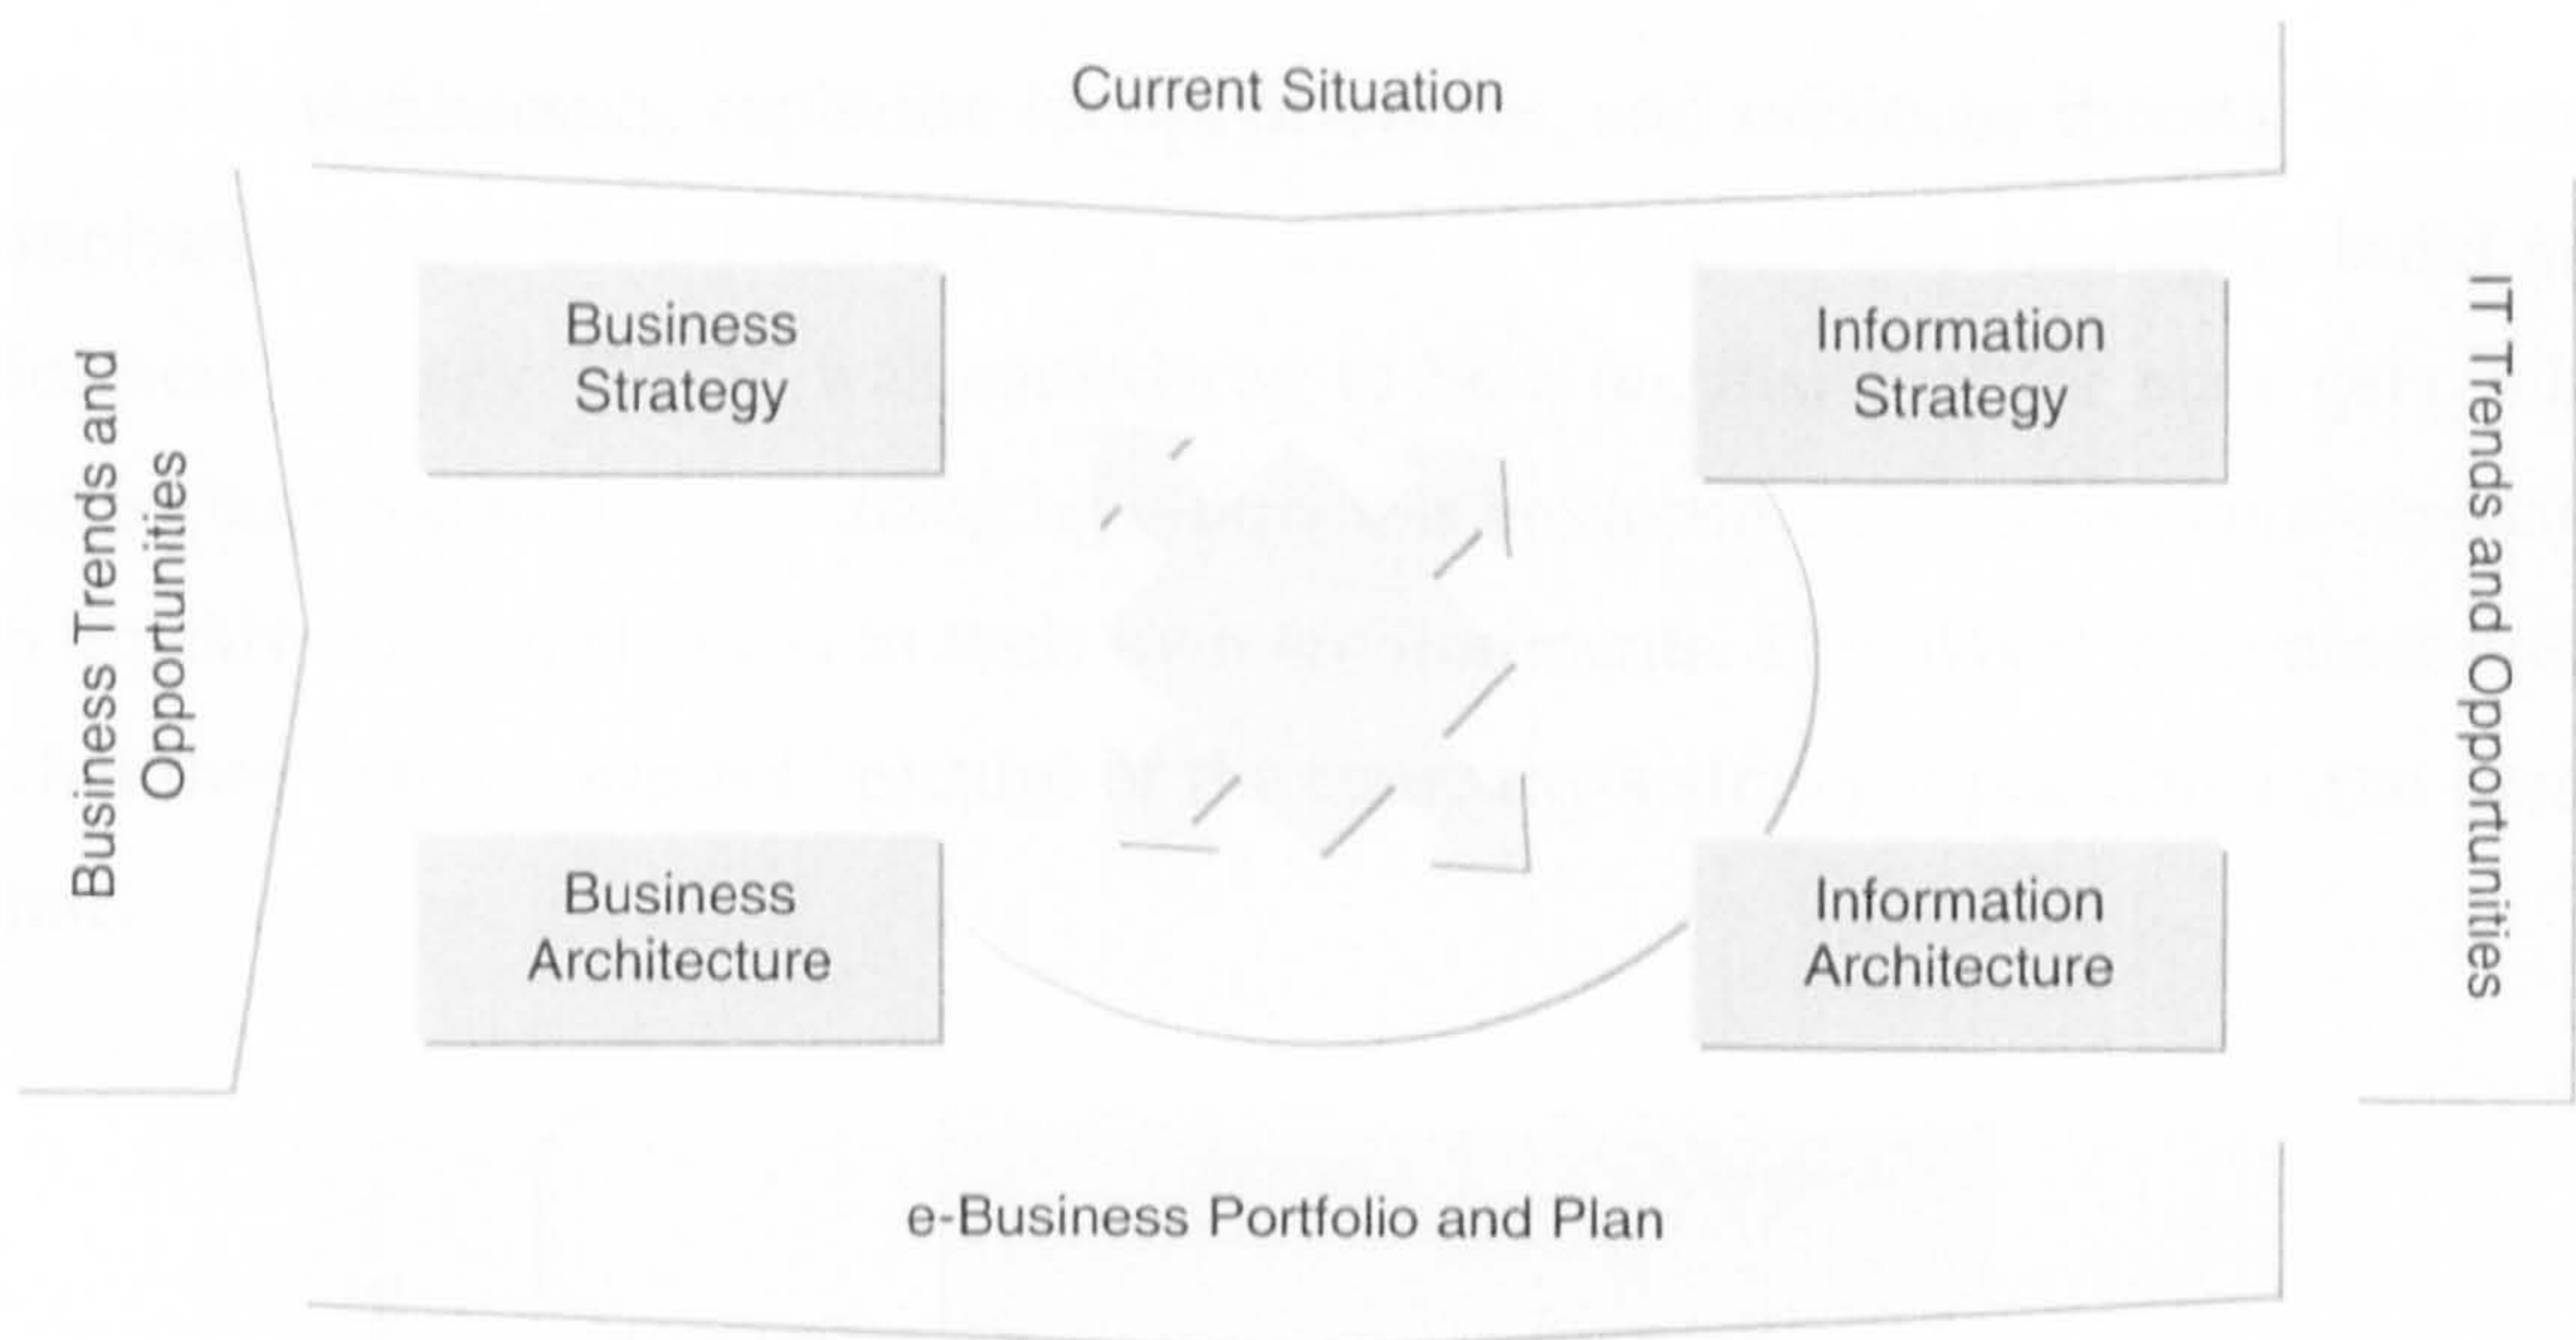 Current Situation
Business Trends and
Opportunities
Business
Strategy
Information
Strategy
IT Trends and Opportunities
Business
Architecture
Information
Architecture
e-Business Portfolio and Plan